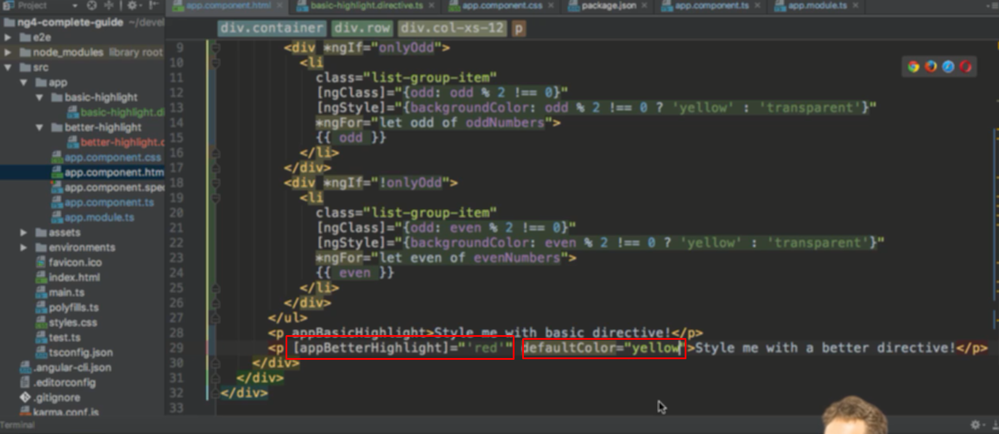 Project
app.component.html
basic-highlight.directive.ts
app.component.css
package.json
app.component.ts
app.module.ts
ng4-complete-guide ~/devel
e2e
node_modules library root
src
app
basic-highlight
basic-highlight.di
better-highlight
better-highlight.c
app.component.css
app.component.htm
app.component.spec
app.component.ts
app.module.ts
assets
environments
favicon.ico
index.html
main.ts
polyfills.ts
styles.css
test.ts
tsconfig.json
.angular-cli.json
.editorconfig
.gitignore
karma.conf.js
Terminal
div.container div.row div.col-xs-12 p
9 <div *ngIf="onlyOdd">
10 <li
11 class="list-group-item"
12 [ngClass]="{odd: odd % 2 !== 0}"
13 [ngStyle]="{backgroundColor: odd % 2 !== 0 ? 'yellow' : 'transparent'}"
14 *ngFor="let odd of oddNumbers">
15 {{ odd }}
16 </li>
17 </div>
18 <div *ngIf="!onlyOdd">
19 <li
20 class="list-group-item"
21 [ngClass]="{odd: even % 2 !== 0}"
22 [ngStyle]="{backgroundColor: even % 2 !== 0 ? 'yellow' : 'transparent'}"
23 *ngFor="let even of evenNumbers">
24 {{ even }}
25 </li>
26 </div>
27 </ul>
28 <p appBasicHighlight>Style me with basic directive!</p>
29 <p [appBetterHighlight]="'red'" defaultColor="yellow">Style me with a better directive!</p>
30 </div>
31 </div>
32 </div>
33